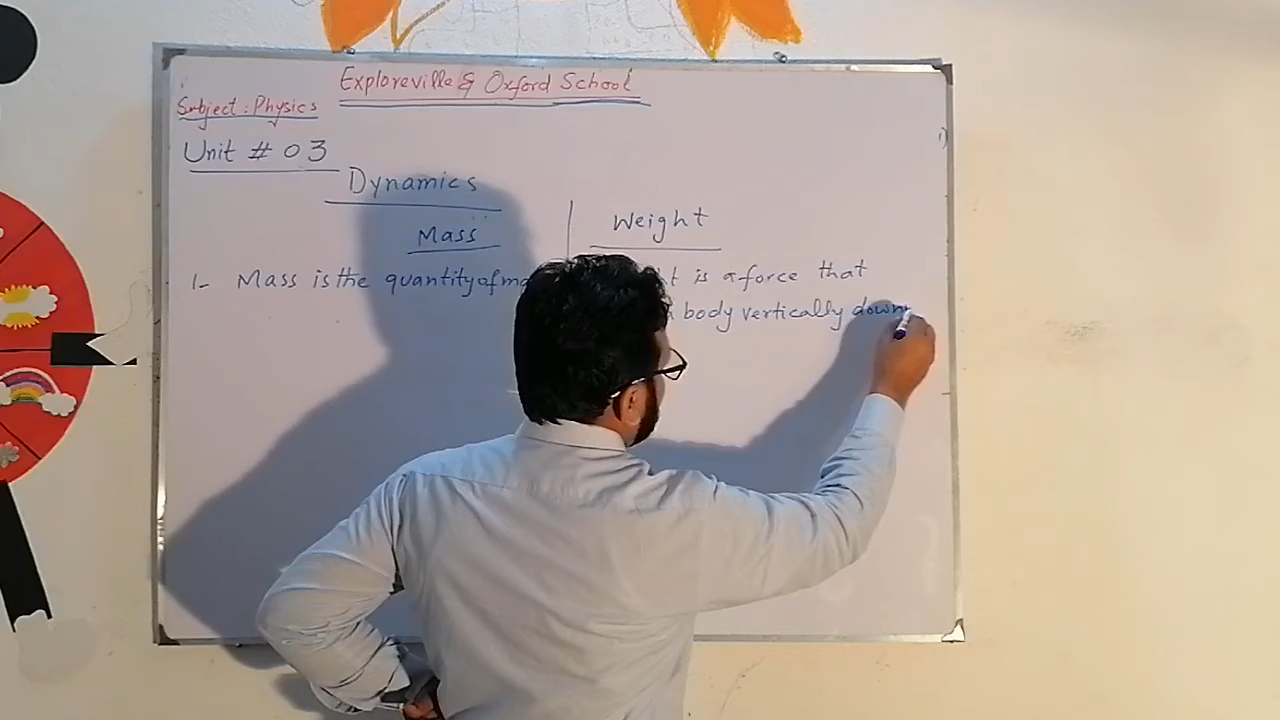 Exploreville & Oxford School
Subject: Physics
Unit # 03
Dynamics
Mass
Weight
1- Mass is the quantity of
is a force that
body vertically down
i)